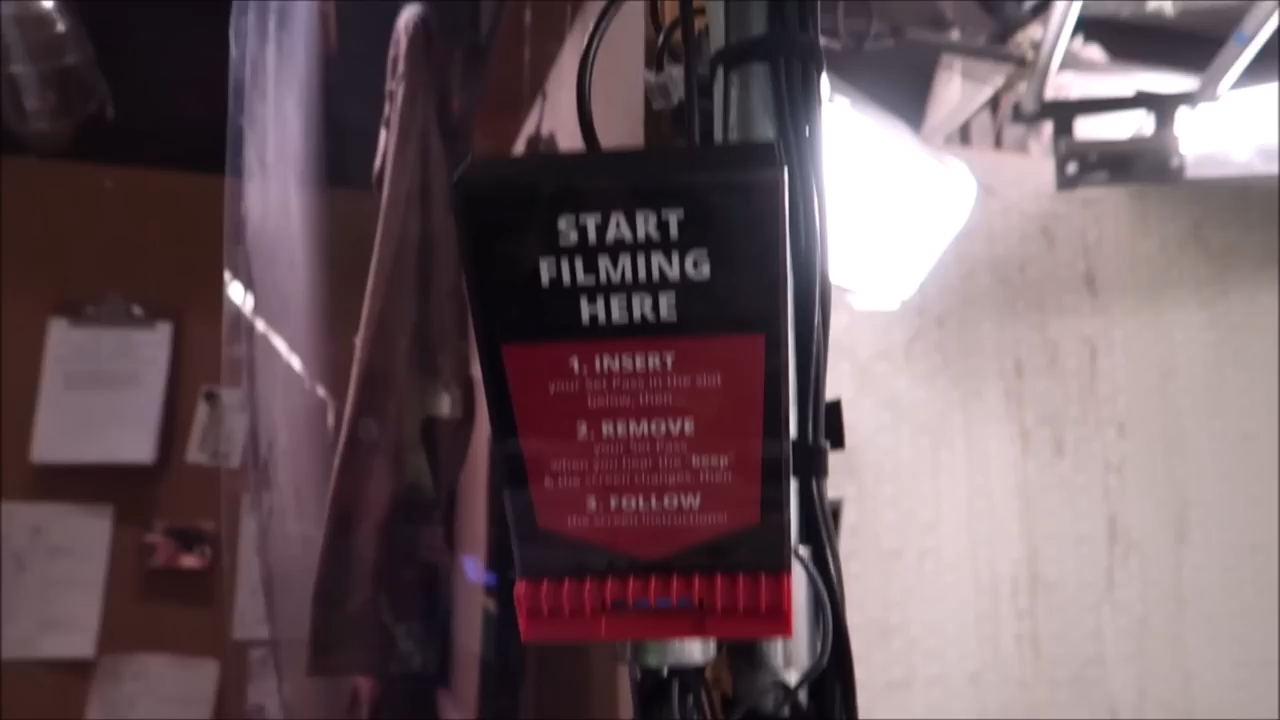 START
FILMING
HERE
1. INSERT
your Set Pass in the slot
below, then
2. REMOVE
your Set Pass
when you hear the "beep"
& the screen changes, then
3. FOLLOW
the screen instructions!